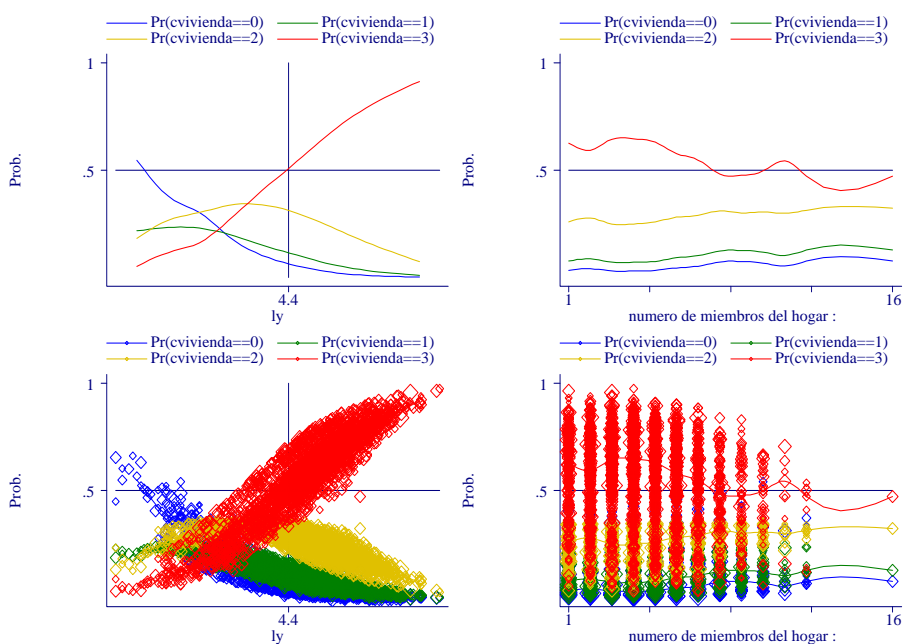 Pr(cvivienda==0) Pr(cvivienda==1)
Pr(cvivienda==2) Pr(cvivienda==3)
1
.5
Prob.
4.4
ly
Pr(cvivienda==0) Pr(cvivienda==1)
Pr(cvivienda==2) Pr(cvivienda==3)
1
.5
Prob.
1 16
numero de miembros del hogar :
Pr(cvivienda==0) Pr(cvivienda==1)
Pr(cvivienda==2) Pr(cvivienda==3)
1
.5
Prob.
4.4
ly
Pr(cvivienda==0) Pr(cvivienda==1)
Pr(cvivienda==2) Pr(cvivienda==3)
1
.5
Prob.
1 16
numero de miembros del hogar :